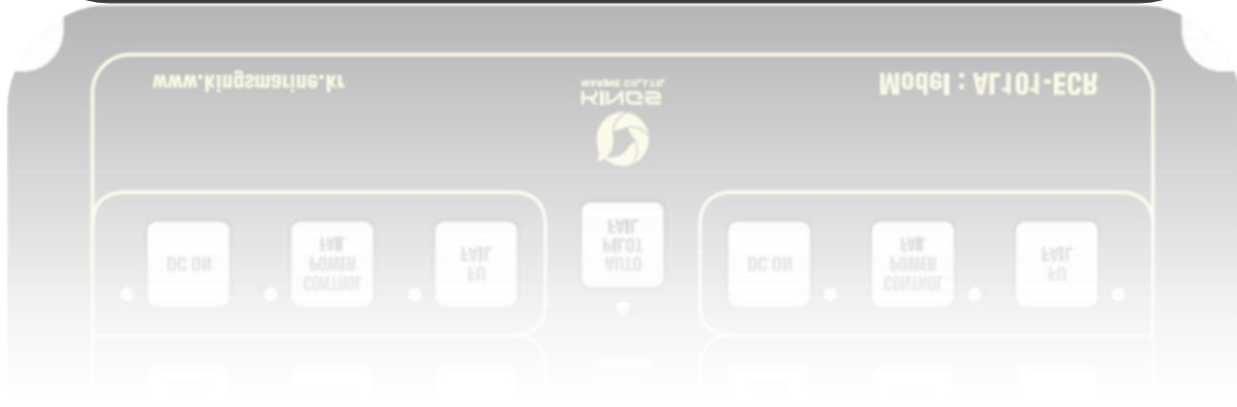 DC ON
CONTROL
POWER
FAIL
FU
FAIL
AUTO
PILOT
FAIL
DC ON
CONTROL
POWER
FAIL
FU
FAIL
KINGS
MARINE CO.,LTD.
www.kingsmarine.kr
Model : AL101-ECR